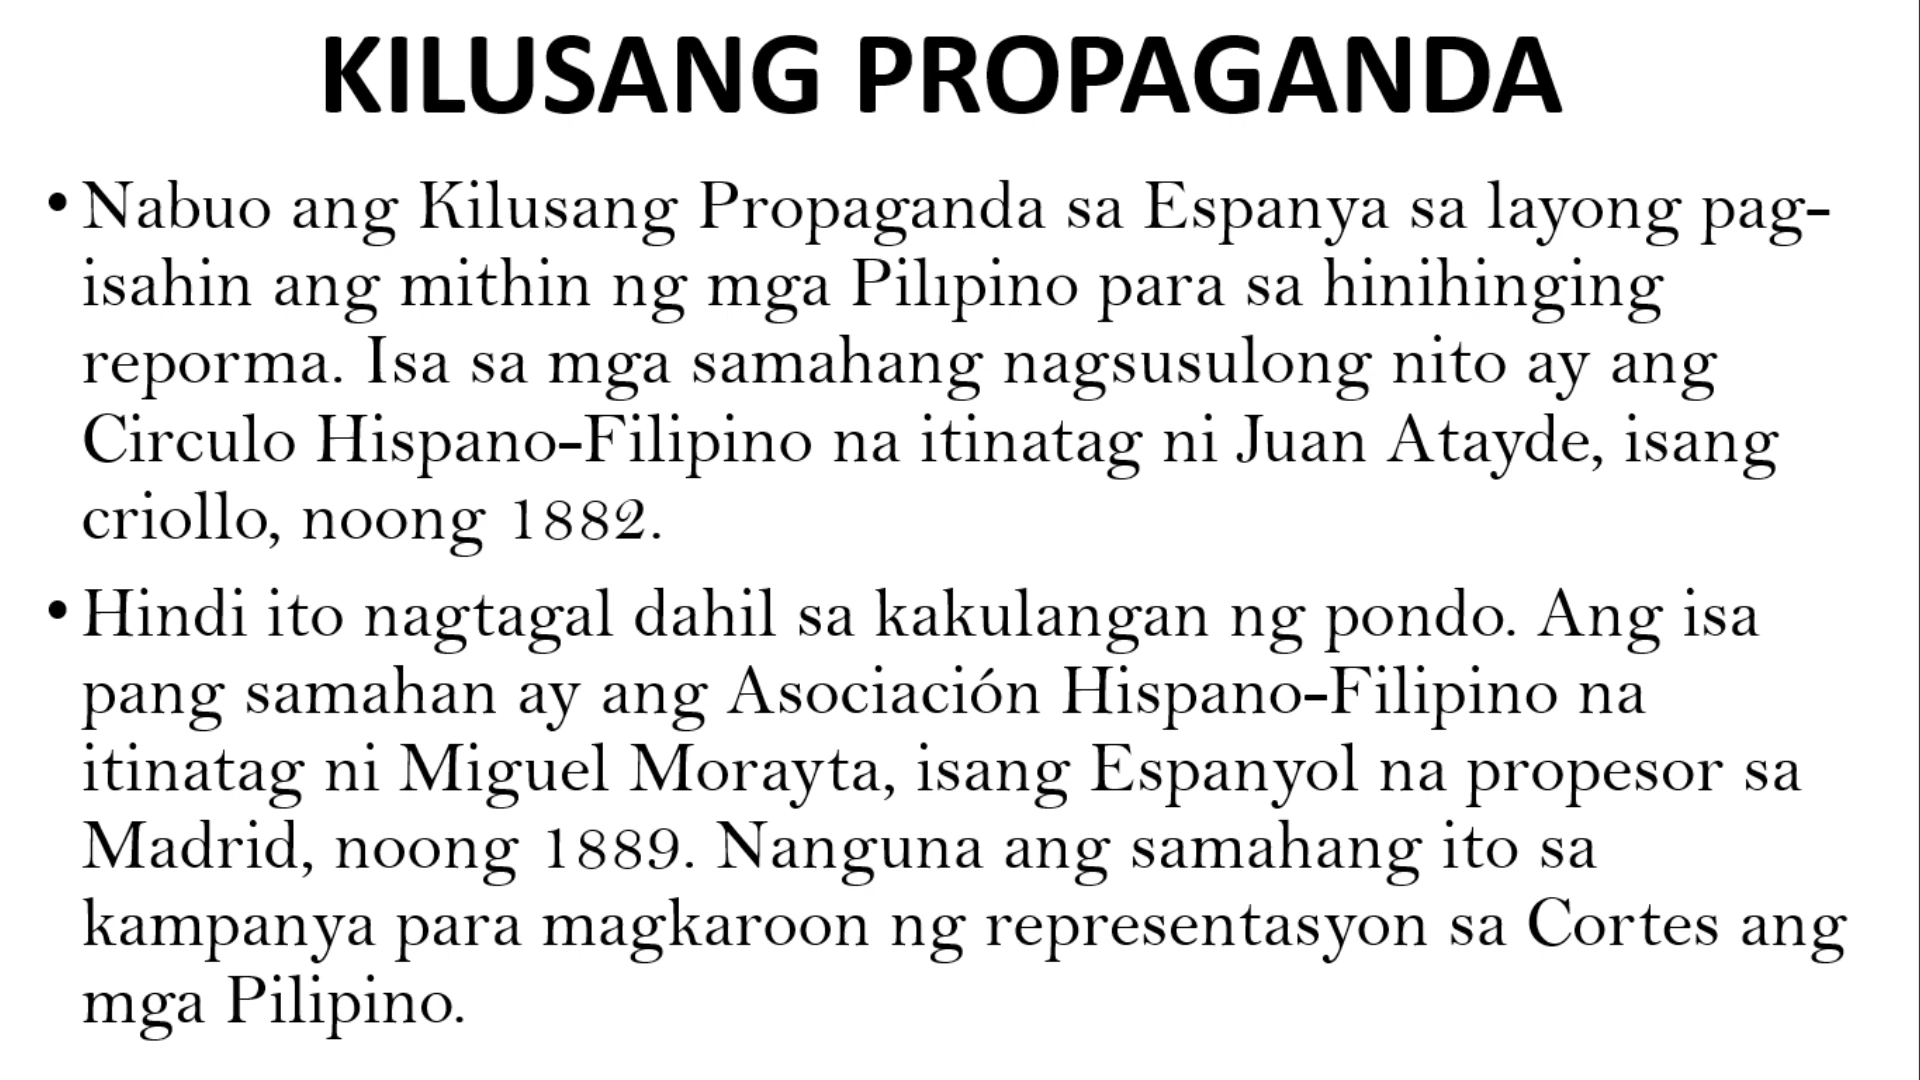 KILUSANG PROPAGANDA
• Nabuo ang Kilusang Propaganda sa Espanya sa layong pag-
isahin ang mithin ng mga Pilipino para sa hinihinging
reporma. Isa sa mga samahang nagsusulong nito ay ang
Circulo Hispano-Filipino na itinatag ni Juan Atayde, isang
criollo, noong 1882.
• Hindi ito nagtagal dahil sa kakulangan ng pondo. Ang isa
pang samahan ay ang Asociación Hispano-Filipino na
itinatag ni Miguel Morayta, isang Espanyol na propesor sa
Madrid, noong 1889. Nanguna ang samahang ito sa
kampanya para magkaroon ng representasyon sa Cortes ang
mga Pilipino.